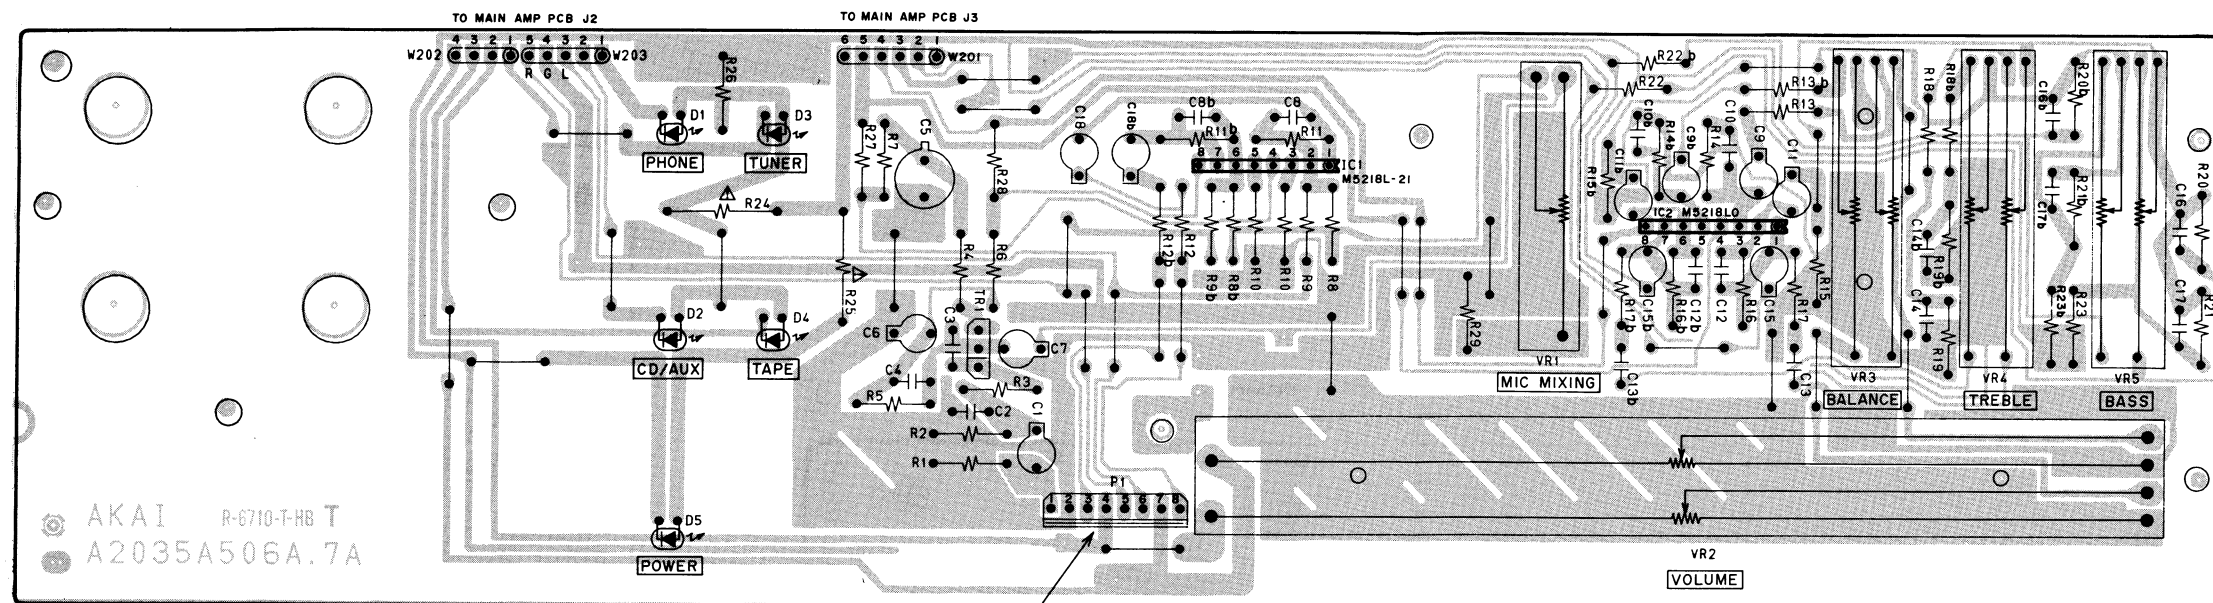 TO MAIN AMP PCB J2
TO MAIN AMP PCB J3
W202 4 3 2 1 5 4 3 2 1 W203
R G L
6 5 4 3 2 1 W201
R26
D1
D3
PHONE
TUNER
R24
R25
D2
D4
CD/AUX
TAPE
D5
POWER
AKAI R-6710-T-HB T
A2035A506A.7A
R27
R7
C5
R28
R4
R6
TR1
C6
C3
C7
C4
R3
R5
C2
C1
R2
R1
P1
1 2 3 4 5 6 7 8
C18
C18b
C8b
C8
R11b
R11
8 7 6 5 4 3 2 1
IC1
M5218L-21
R12b
R12
R9b
R8b
R10
R10
R9
R8
R29
VR1
MIC MIXING
R22b
R22
R13b
R13
C10b
R14b
C9b
R14
C10
C9
C11
R15b
C11b
IC2 M5218L0
8 7 6 5 4 3 2 1
R17b
C15b
R16b
C12b
C12
R16
C15
R17
R15
C13b
C13
VR3
BALANCE
R18
R18b
C14b
R19b
C14
R19
VR4
TREBLE
C16b
R20b
C17b
R21b
R23b
R23
VR5
BASS
C16
R20
C17
R21
VR2
VOLUME